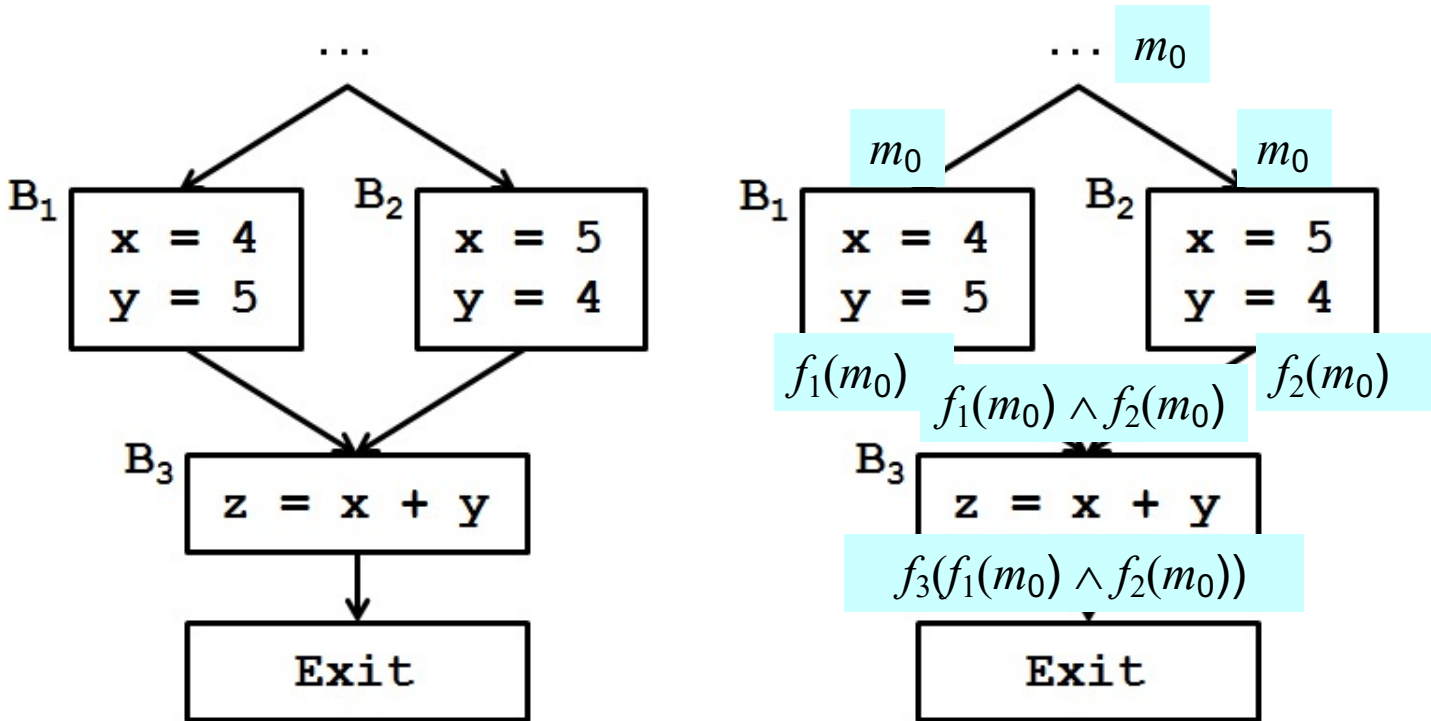 ...
B₁
x = 4
y = 5
B₂
x = 5
y = 4
B₃
z = x + y
Exit
... m₀
m₀
m₀
B₁
x = 4
y = 5
B₂
x = 5
y = 4
f₁(m₀)
f₁(m₀) ∧ f₂(m₀)
f₂(m₀)
B₃
z = x + y
f₃(f₁(m₀) ∧ f₂(m₀))
Exit